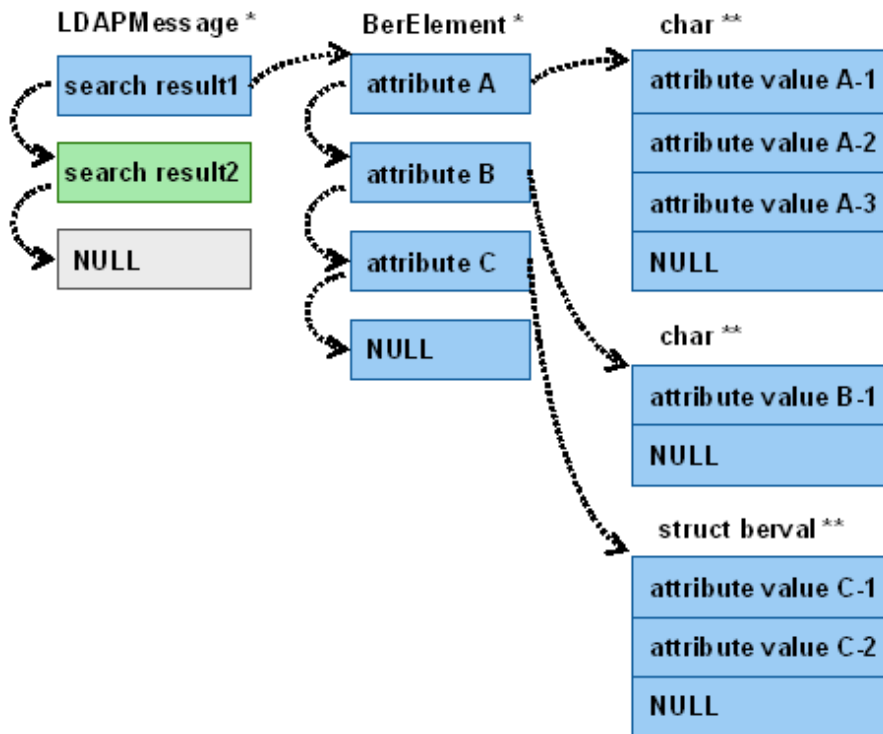 LDAPMessage *
search result1
search result2
NULL
BerElement *
attribute A
attribute B
attribute C
NULL
char **
attribute value A-1
attribute value A-2
attribute value A-3
NULL
char **
attribute value B-1
NULL
struct berval **
attribute value C-1
attribute value C-2
NULL